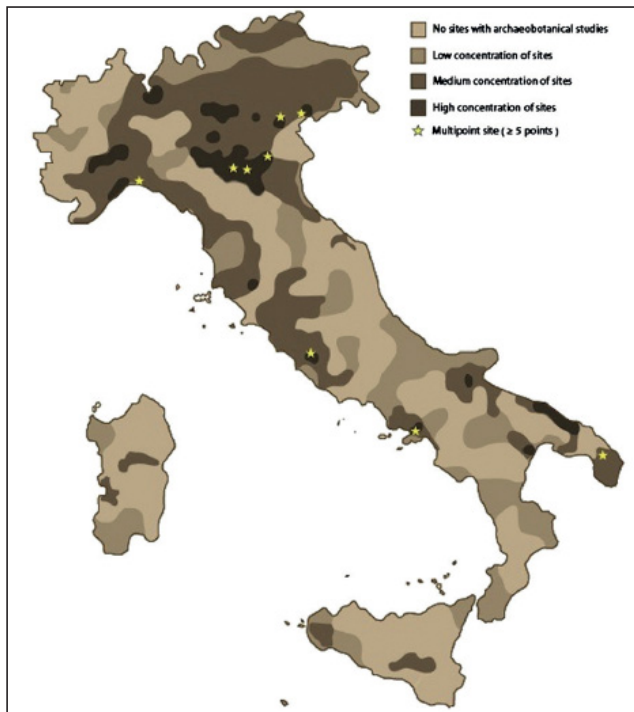 No sites with archaeobotanical studies
Low concentration of sites
Medium concentration of sites
High concentration of sites
Multipoint site ( ≥ 5 points )